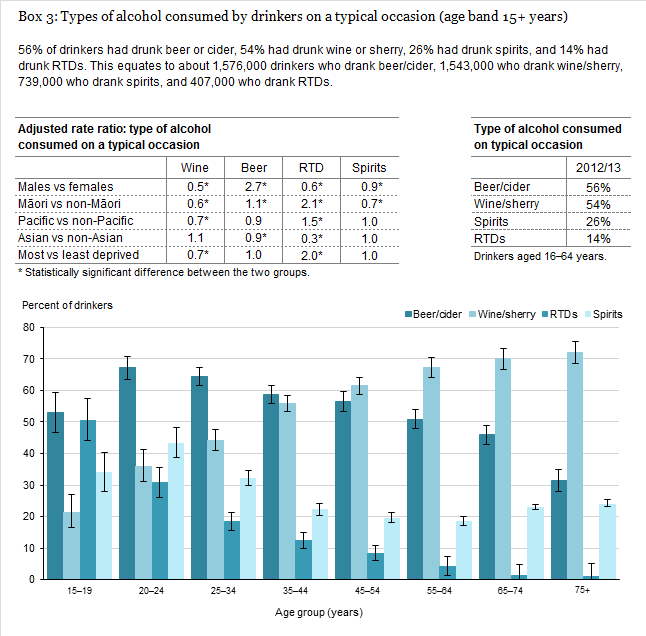 Box 3: Types of alcohol consumed by drinkers on a typical occasion (age band 15+ years)
56% of drinkers had drunk beer or cider, 54% had drunk wine or sherry, 26% had drunk spirits, and 14% had
drunk RTDs. This equates to about 1,576,000 drinkers who drank beer/cider, 1,543,000 who drank wine/sherry,
739,000 who drank spirits, and 407,000 who drank RTDs.
Adjusted rate ratio: type of alcohol
consumed on a typical occasion
Wine Beer RTD Spirits
Males vs females 0.5* 2.7* 0.6* 0.9*
Māori vs non-Māori 0.6* 1.1* 2.1* 0.7*
Pacific vs non-Pacific 0.7* 0.9 1.5* 1.0
Asian vs non-Asian 1.1 0.9* 0.3* 1.0
Most vs least deprived 0.7* 1.0 2.0* 1.0
* Statistically significant difference between the two groups.
Type of alcohol consumed
on typical occasion
2012/13
Beer/cider 56%
Wine/sherry 54%
Spirits 26%
RTDs 14%
Drinkers aged 16–64 years.
Percent of drinkers
Beer/cider Wine/sherry RTDs Spirits
80
70
60
50
40
30
20
10
0
15–19 20–24 25–34 35–44 45–54 55–64 65–74 75+
Age group (years)